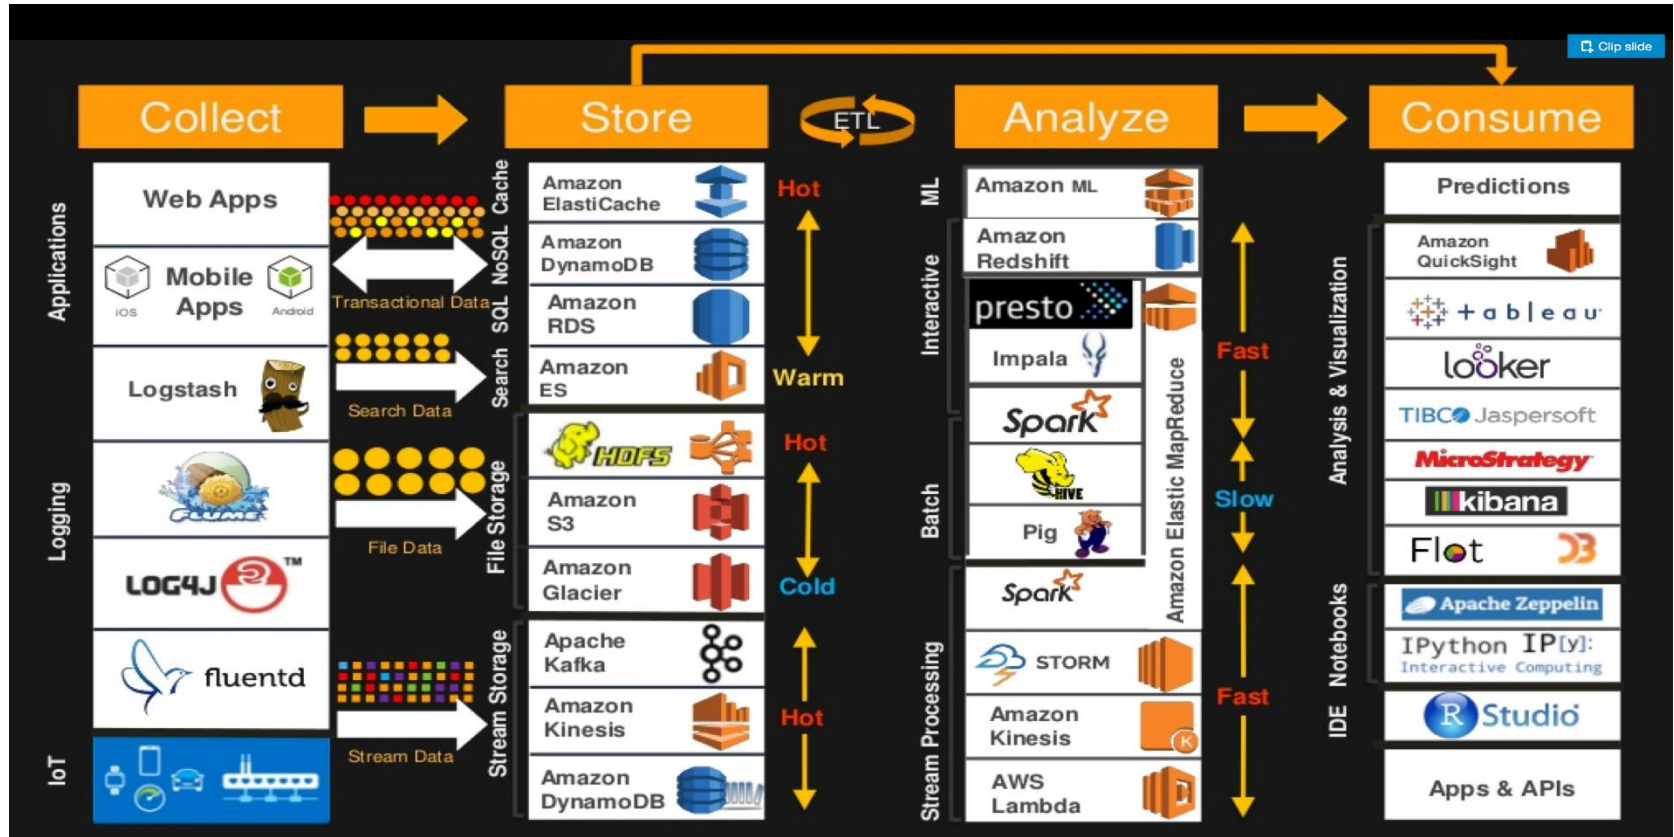 Clip slide
Collect
Store
ETL
Analyze
Consume
Applications
Web Apps
iOS
Mobile
Apps
Android
Logging
Logstash
FLUME
LOG4J™
fluentd
IoT
Transactional Data
Search Data
File Data
Stream Data
Cache
Amazon
ElastiCache
NoSQL
Amazon
DynamoDB
SQL
Amazon
RDS
Search
Amazon
ES
File Storage
HDFS
Amazon
S3
Amazon
Glacier
Stream Storage
Apache
Kafka
Amazon
Kinesis
Amazon
DynamoDB
Hot
Warm
Hot
Cold
Hot
ML
Amazon ML
Interactive
Amazon
Redshift
presto
Impala
Spark
Batch
HIVE
Pig
Amazon Elastic MapReduce
Stream Processing
Spark
STORM
Amazon
Kinesis
K
AWS
Lambda
Fast
Slow
Fast
Predictions
Analysis & Visualization
Amazon
QuickSight
+ableau
looker
TIBCO Jaspersoft
MicroStrategy
kibana
Flot
D3
Notebooks
Apache Zeppelin
IPython IP[y]:
Interactive Computing
IDE
R Studio
Apps & APIs